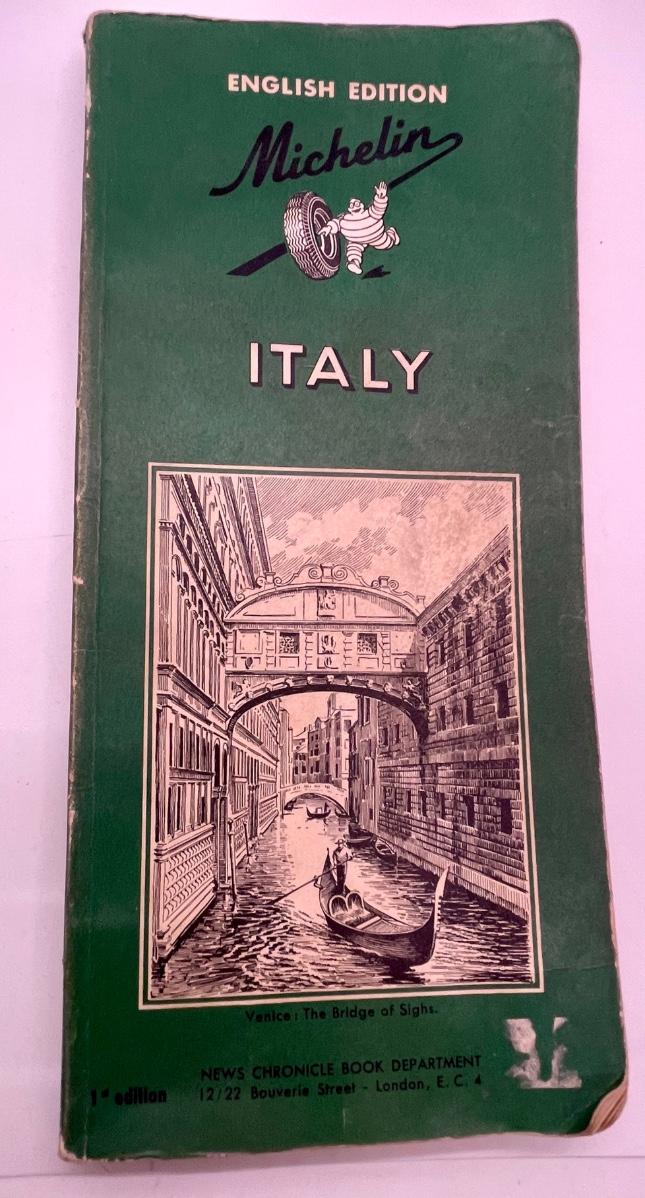 ENGLISH EDITION
Michelin
ITALY
Venice : The Bridge of Sighs.
NEWS CHRONICLE BOOK DEPARTMENT
1st edition
12/22 Bouverie Street - London, E. C. 4